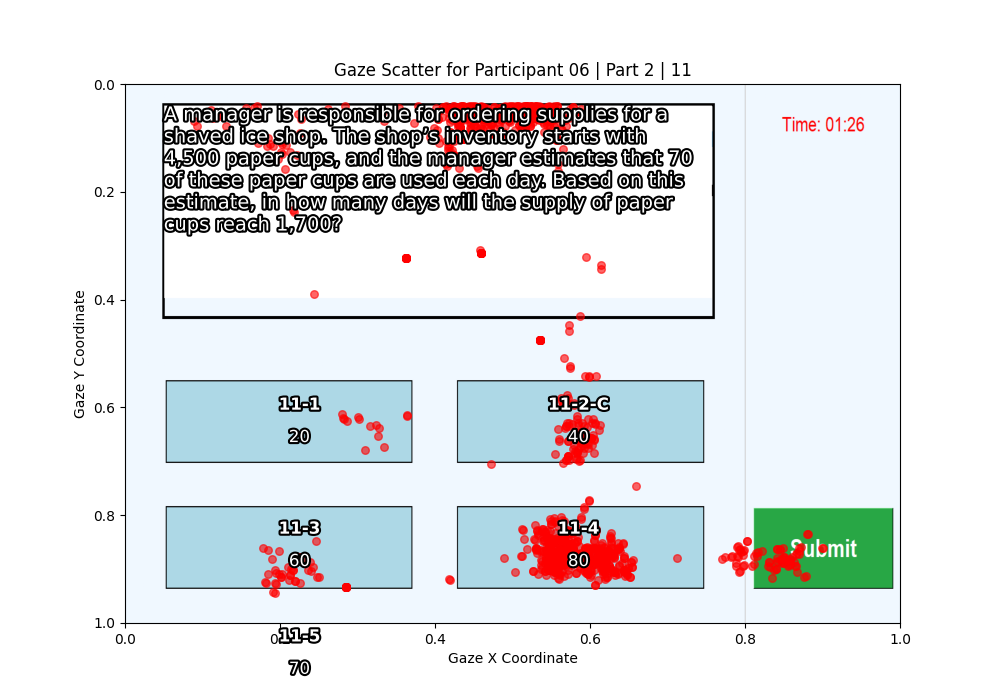 Gaze Scatter for Participant 06 | Part 2 | 11
A manager is responsible for ordering supplies for a
shaved ice shop. The shop's inventory starts with
4,500 paper cups, and the manager estimates that 70
of these paper cups are used each day. Based on this
estimate, in how many days will the supply of paper
cups reach 1,700?
Time: 01:26
11-1
20
11-2-C
40
11-3
60
11-4
80
Submit
11-5
70
0.0
0.2
0.4
0.6
0.8
1.0
Gaze Y Coordinate
0.0 0.2 0.4 0.6 0.8 1.0
Gaze X Coordinate